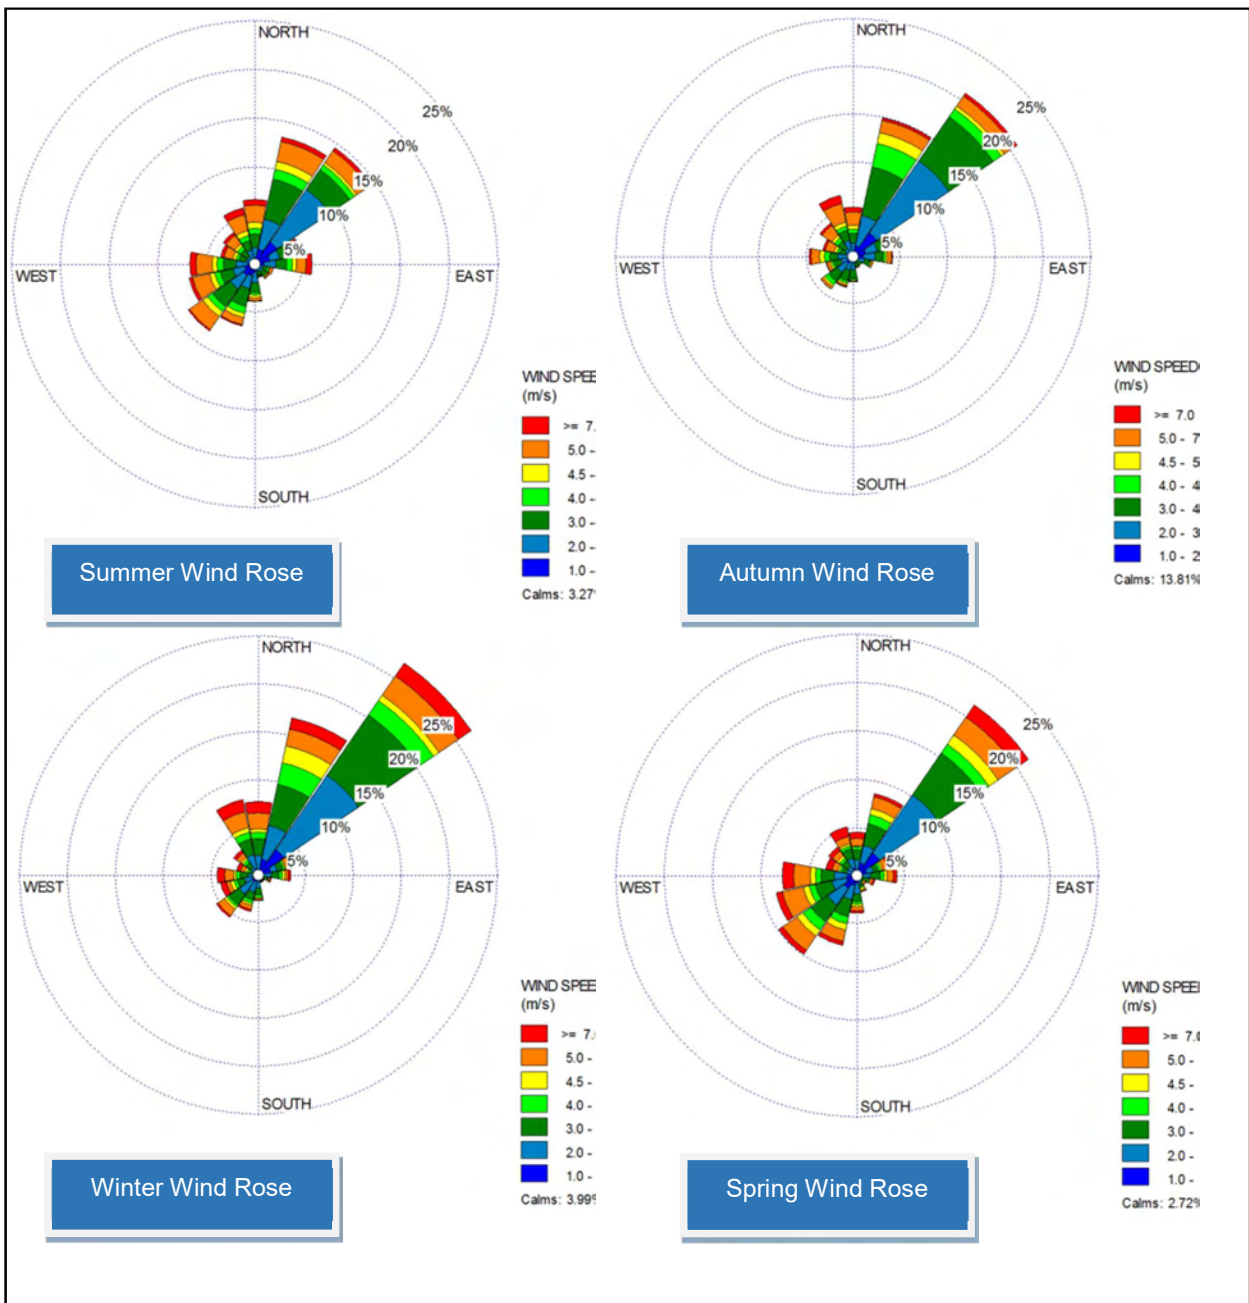 NORTH
25%
20%
15%
10%
5%
WEST
EAST
SOUTH
WIND SPEE
(m/s)
>= 7.
5.0 -
4.5 -
4.0 -
3.0 -
2.0 -
1.0 -
Calms: 3.27
Summer Wind Rose
NORTH
25%
20%
15%
10%
5%
WEST
EAST
SOUTH
WIND SPEED
(m/s)
>= 7.0
5.0 - 7
4.5 - 5
4.0 - 4
3.0 - 4
2.0 - 3
1.0 - 2
Calms: 13.81%
Autumn Wind Rose
NORTH
25%
20%
15%
10%
5%
WEST
EAST
SOUTH
WIND SPEE
(m/s)
>= 7.
5.0 -
4.5 -
4.0 -
3.0 -
2.0 -
1.0 -
Calms: 3.99%
Winter Wind Rose
NORTH
25%
20%
15%
10%
5%
WEST
EAST
SOUTH
WIND SPEE
(m/s)
>= 7.0
5.0 -
4.5 -
4.0 -
3.0 -
2.0 -
1.0 -
Calms: 2.72%
Spring Wind Rose